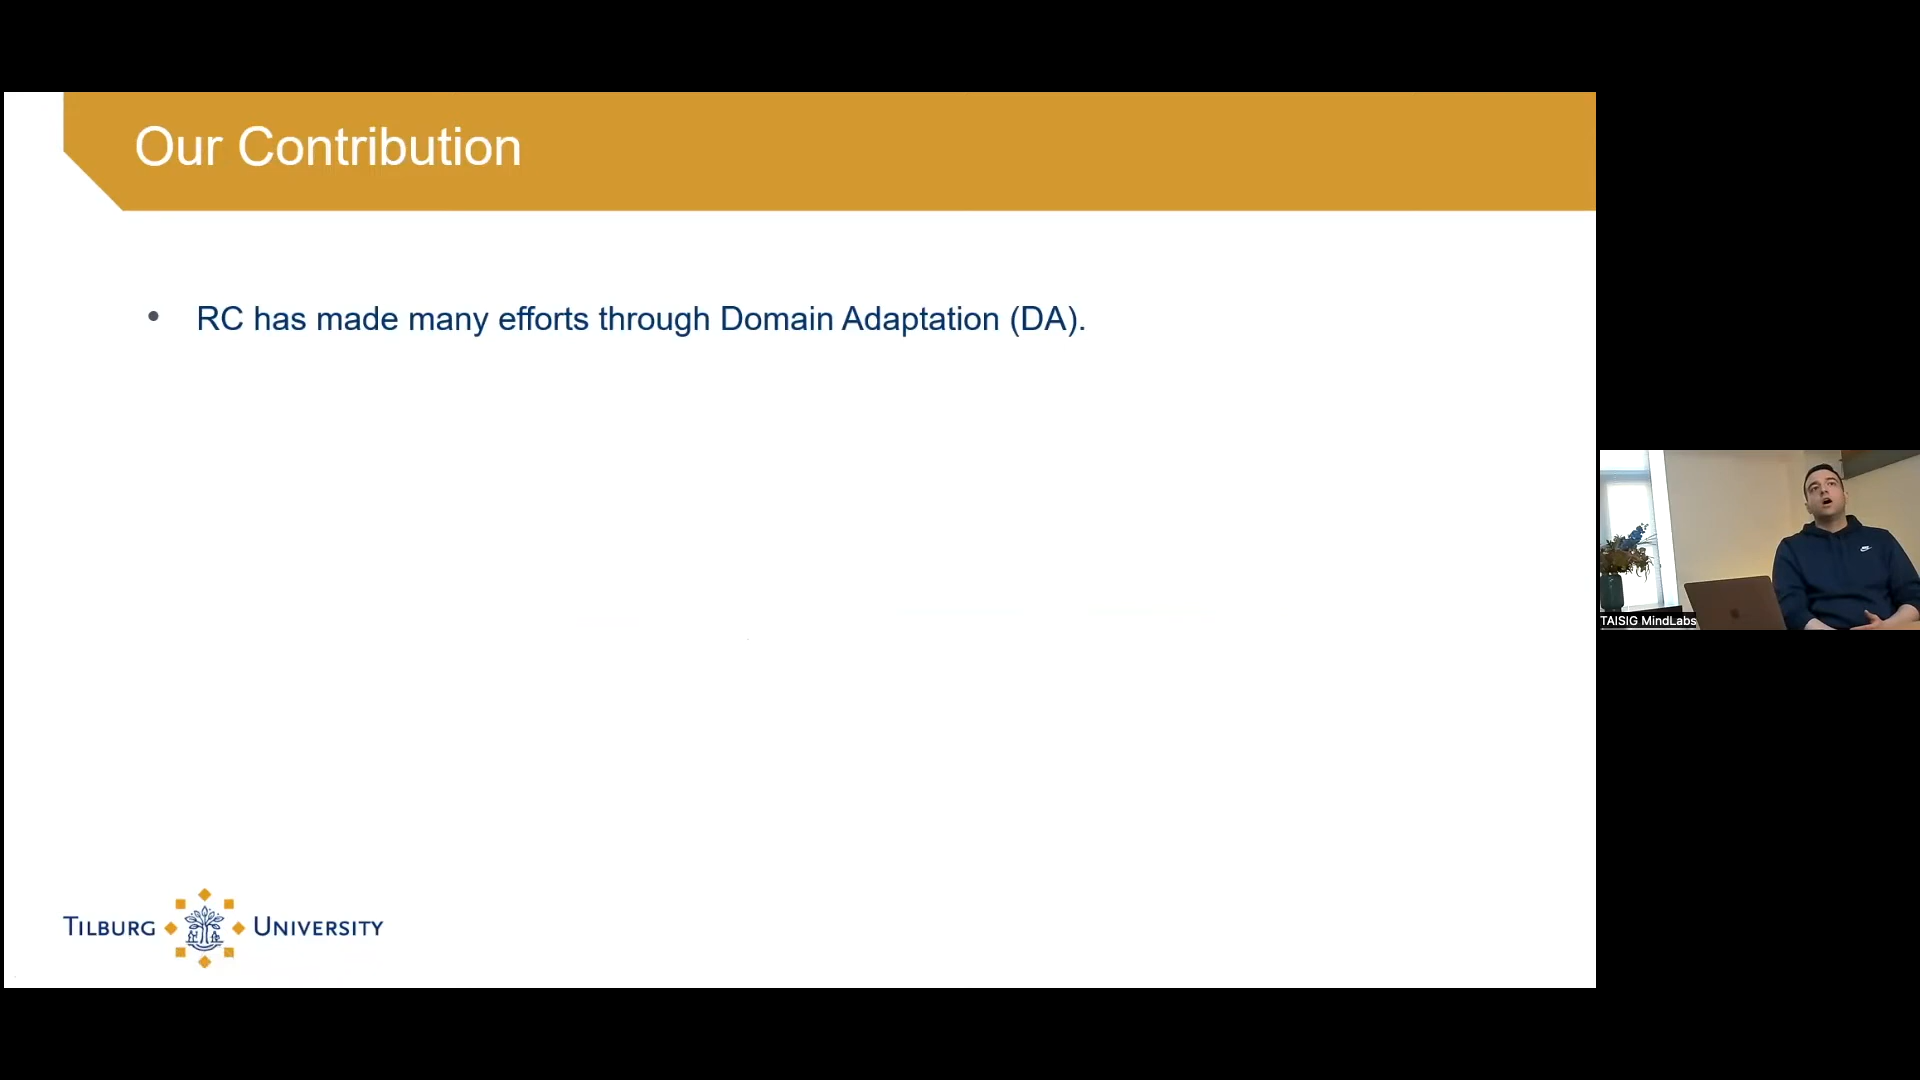 Our Contribution
• RC has made many efforts through Domain Adaptation (DA).
TAISIG MindLabs
TILBURG UNIVERSITY